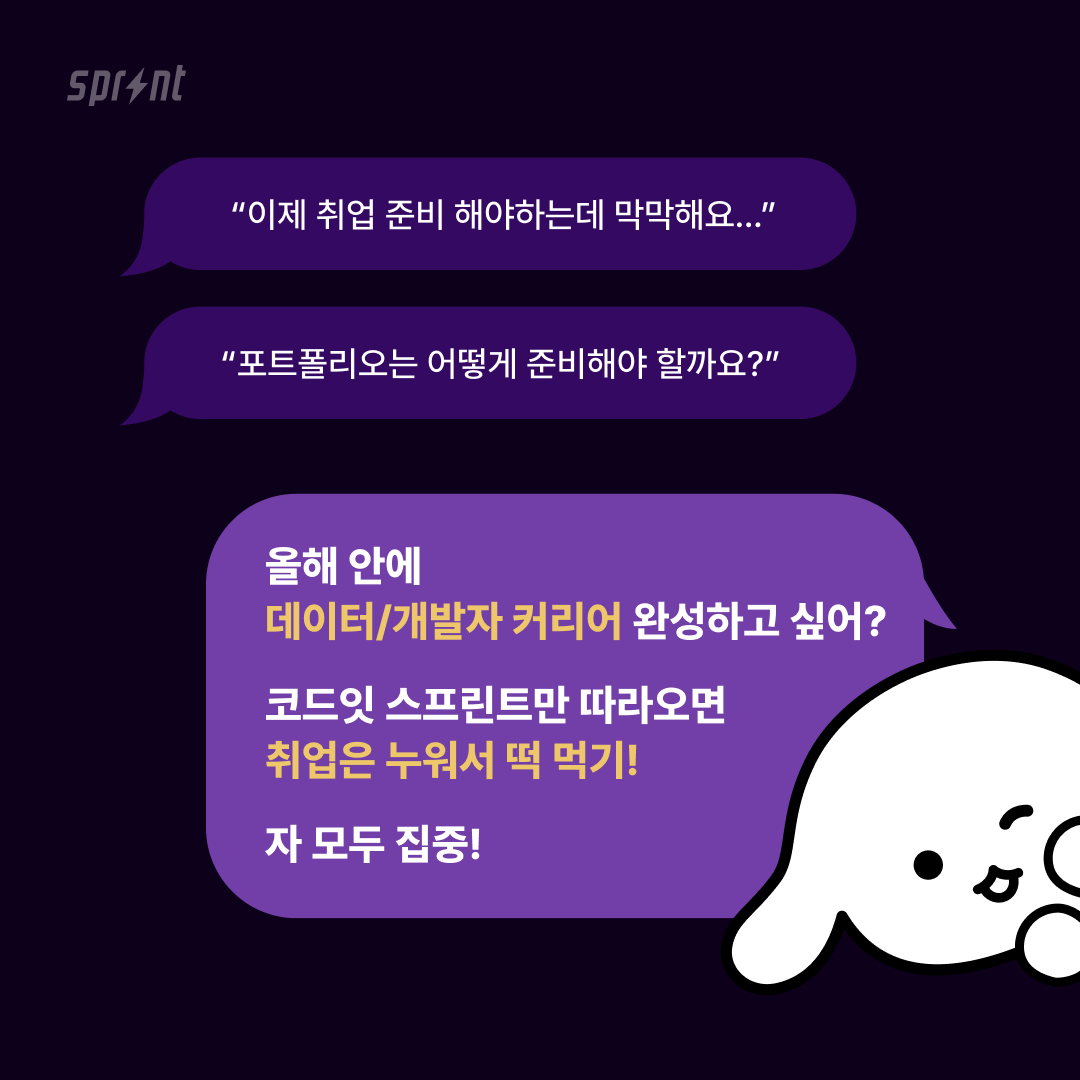 sprint
“이제 취업 준비 해야하는데 막막해요...”
“포트폴리오는 어떻게 준비해야 할까요?”
올해 안에
데이터/개발자 커리어 완성하고 싶어?
코드잇 스프린트만 따라오면
취업은 누워서 떡 먹기!
자 모두 집중!